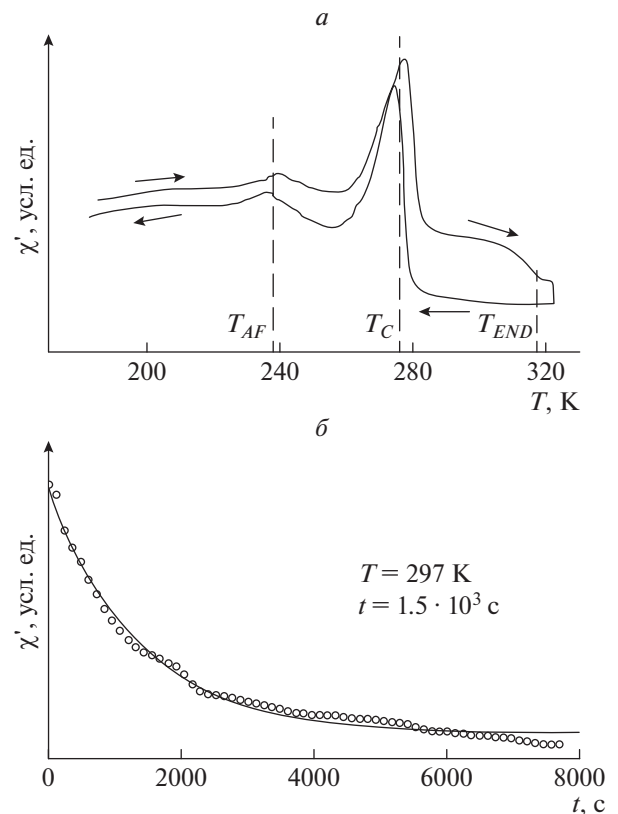 а
χ', усл. ед.
T_AF
T_C
T_END
200
240
280
320
T, K
б
χ', усл. ед.
T = 297 K
t = 1.5 · 10³ с
0
2000
4000
6000
8000
t, с